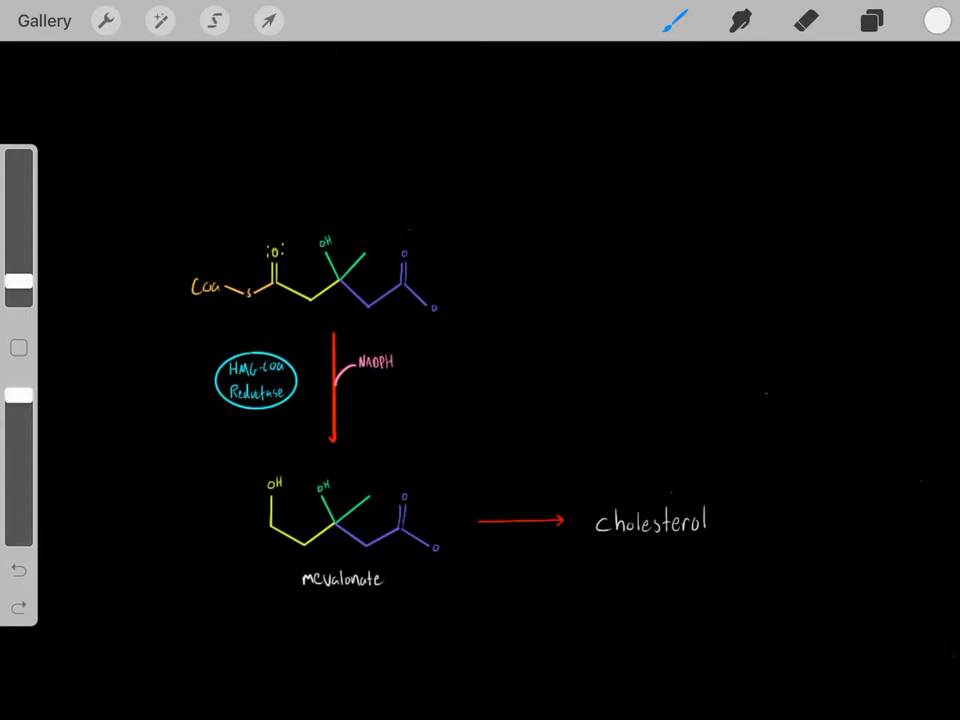 Gallery
:O:
OH
O
Coa
S
O
HMG-COA
Reductase
NADPH
OH
OH
O
O
cholesterol
mevalonate